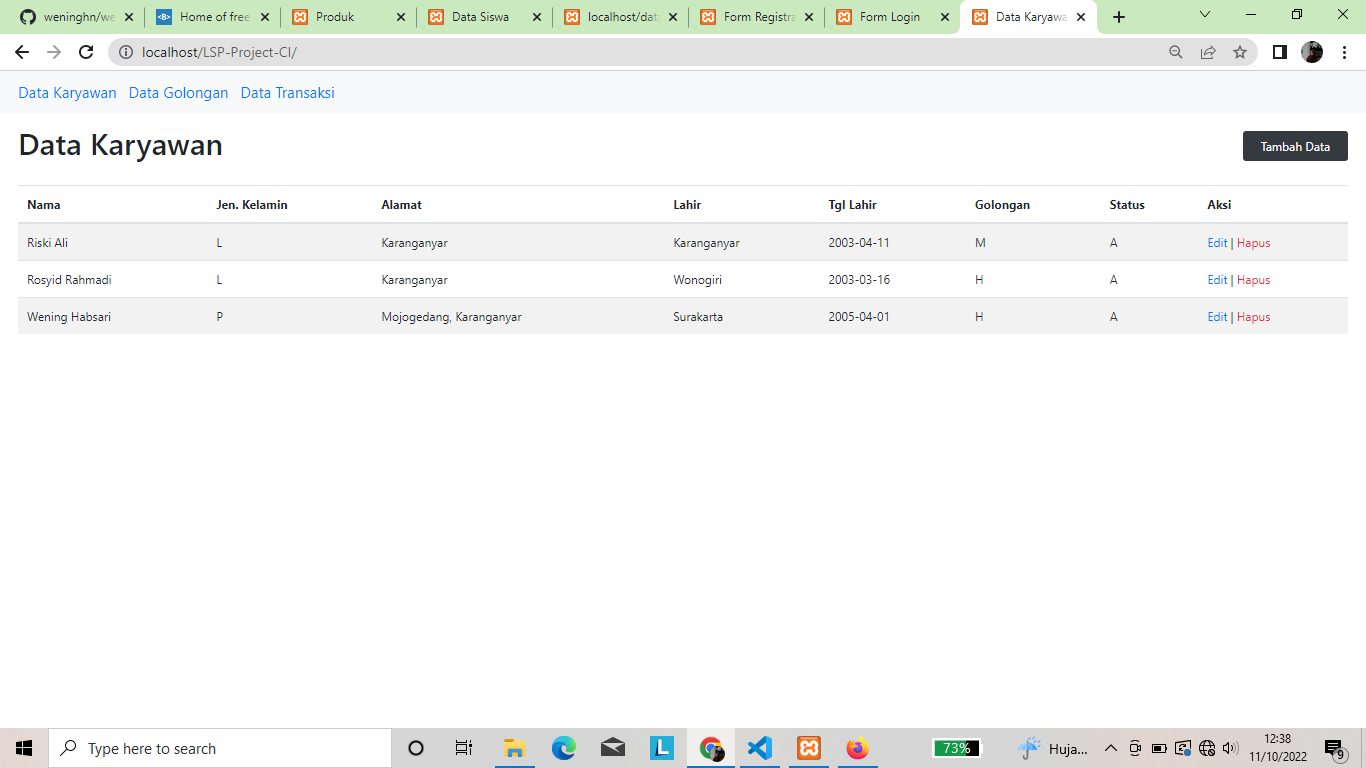 weninghn/we
Home of free
Produk
Data Siswa
localhost/data
Form Registra
Form Login
Data Karyawa
localhost/LSP-Project-CI/
Data Karyawan Data Golongan Data Transaksi
Data Karyawan
Tambah Data
Nama Jen. Kelamin Alamat Lahir Tgl Lahir Golongan Status Aksi
Riski Ali L Karanganyar Karanganyar 2003-04-11 M A Edit | Hapus
Rosyid Rahmadi L Karanganyar Wonogiri 2003-03-16 H A Edit | Hapus
Wening Habsari P Mojogedang, Karanganyar Surakarta 2005-04-01 H A Edit | Hapus
Type here to search
73%
Huja...
12:38
11/10/2022
9